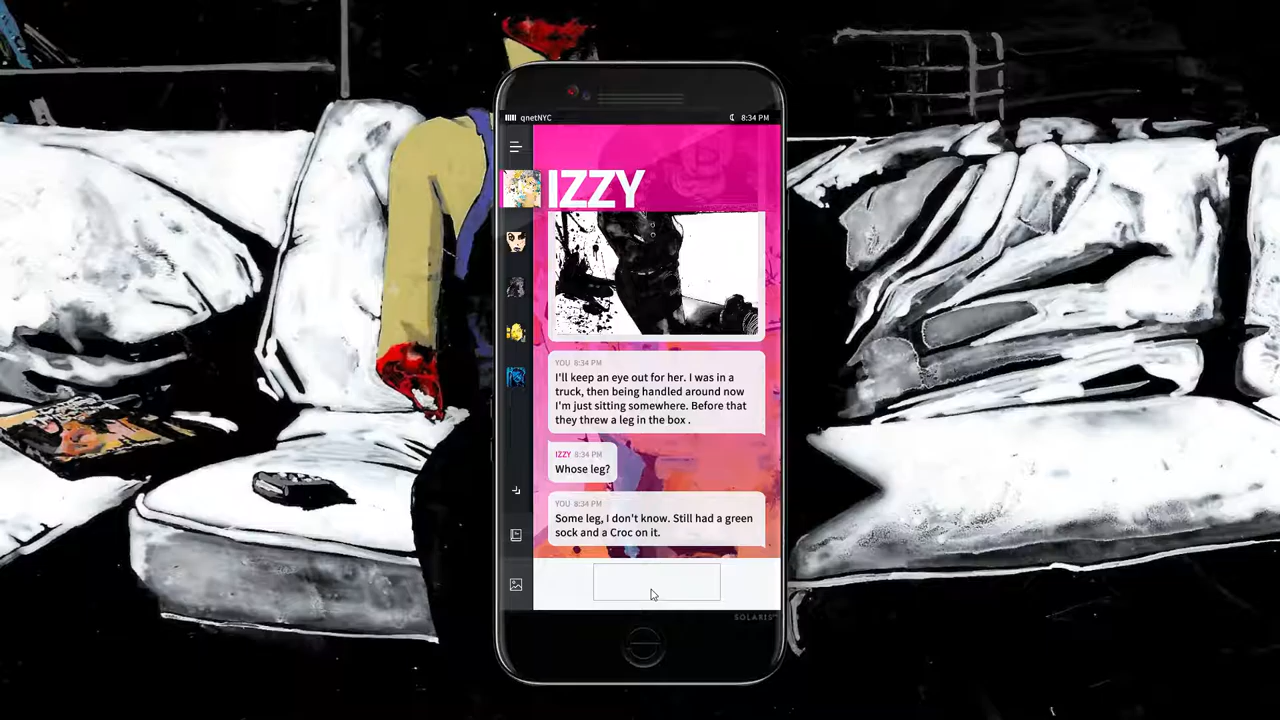 qnetNYC
8:34 PM
IZZY
YOU 8:34 PM
I'll keep an eye out for her. I was in a
truck, then being handled around now
I'm just sitting somewhere. Before that
they threw a leg in the box .
IZZY 8:34 PM
Whose leg?
YOU 8:34 PM
Some leg, I don't know. Still had a green
sock and a Croc on it.
SOLARIS